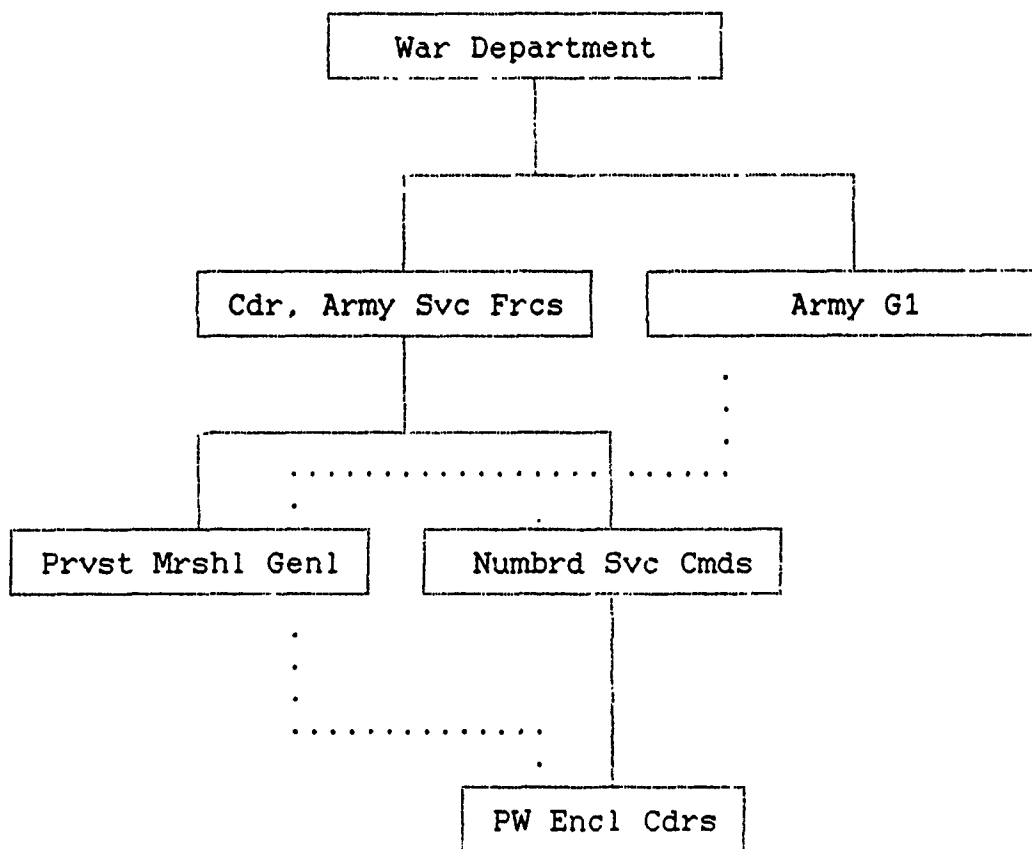 War Department
Cdr, Army Svc Frcs
Army G1
Prvst Mrshl Genl
Numbrd Svc Cmds
PW Encl Cdrs